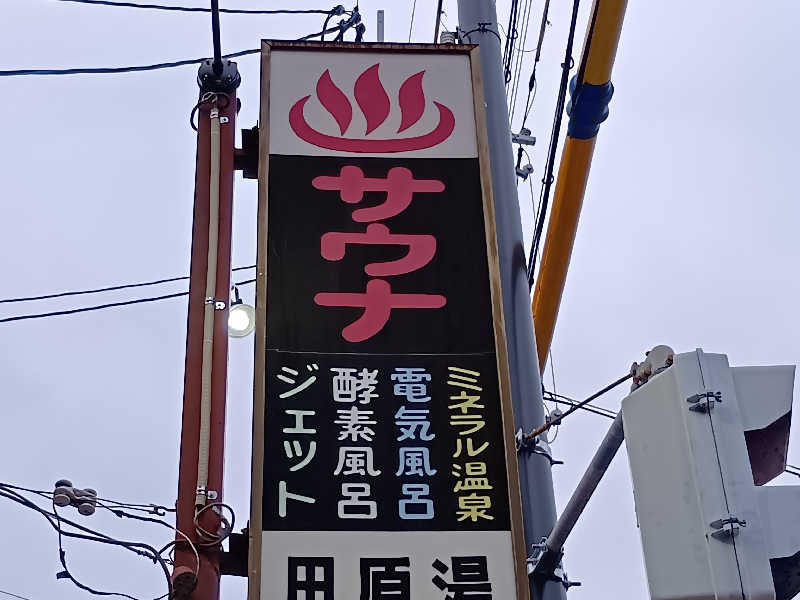 サウナ
ミネラル温泉
電気風呂
酵素風呂
ジェット
田原湯